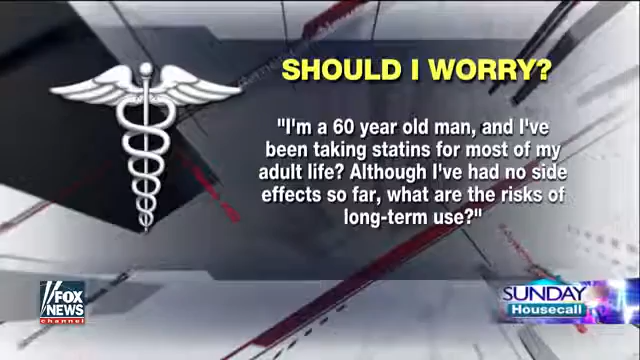 SHOULD I WORRY?
"I'm a 60 year old man, and I've
been taking statins for most of my
adult life? Although I've had no side
effects so far, what are the risks of
long-term use?"
FOX
NEWS
channel
SUNDAY
Housecall